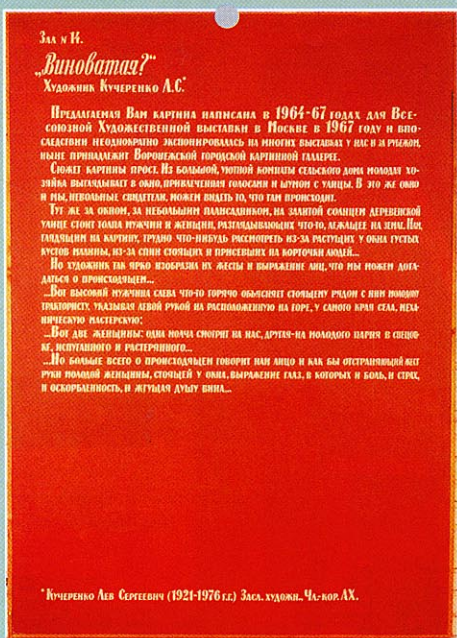 Зал № 14.
„Виноватая?“
Художник Кучеренко Л.С.*
Предлагаемая Вам картина написана в 1964-67 годах для Все-
союзной Художественной выставки в Москве в 1967 году и впо-
следствии неоднократно экспонировалась на многих выставках у нас и за рубежом,
ныне принадлежит Воронежской городской картинной галлерее.
Сюжет картины прост. Из большой, уютной комнаты сельского дома молодая хо-
зяйка выглядывает в окно, привлеченная голосами и шумом с улицы. В это же окно
и мы, невольные свидетели, можем видеть то, что там происходит.
Тут же за окном, за небольшим палисадником, на залитой солнцем деревенской
улице стоит толпа мужчин и женщин, разглядывающих что-то, лежащее на земле. Нам,
глядящим на картину, трудно что-нибудь рассмотреть из-за растущих у окна густых
кустов малины, из-за спин стоящих и присевших на корточки людей...
Но художник так ярко изобразил их жесты и выражение лиц, что мы можем дога-
даться о происходящем...
...Вот высокий мужчина слева что-то горячо объясняет стоящему рядом с ним молодому
трактористу, указывая левой рукой на расположенную на горе, у самого края села, меха-
ническую мастерскую;
...Вот две женщины: одна молча смотрит на нас, другая-на молодого парня в спецов-
ке, испуганного и растерянного...
...Но больше всего о происходящем говорит нам лицо и как бы отстраняющий жест
руки молодой женщины, стоящей у окна, выражение глаз, в которых и боль, и страх,
и оскорбленность, и жгущая душу вина...
*Кучеренко Лев Сергеевич (1921-1976 г.г.) Засл. художн., Чл.-кор. АХ.